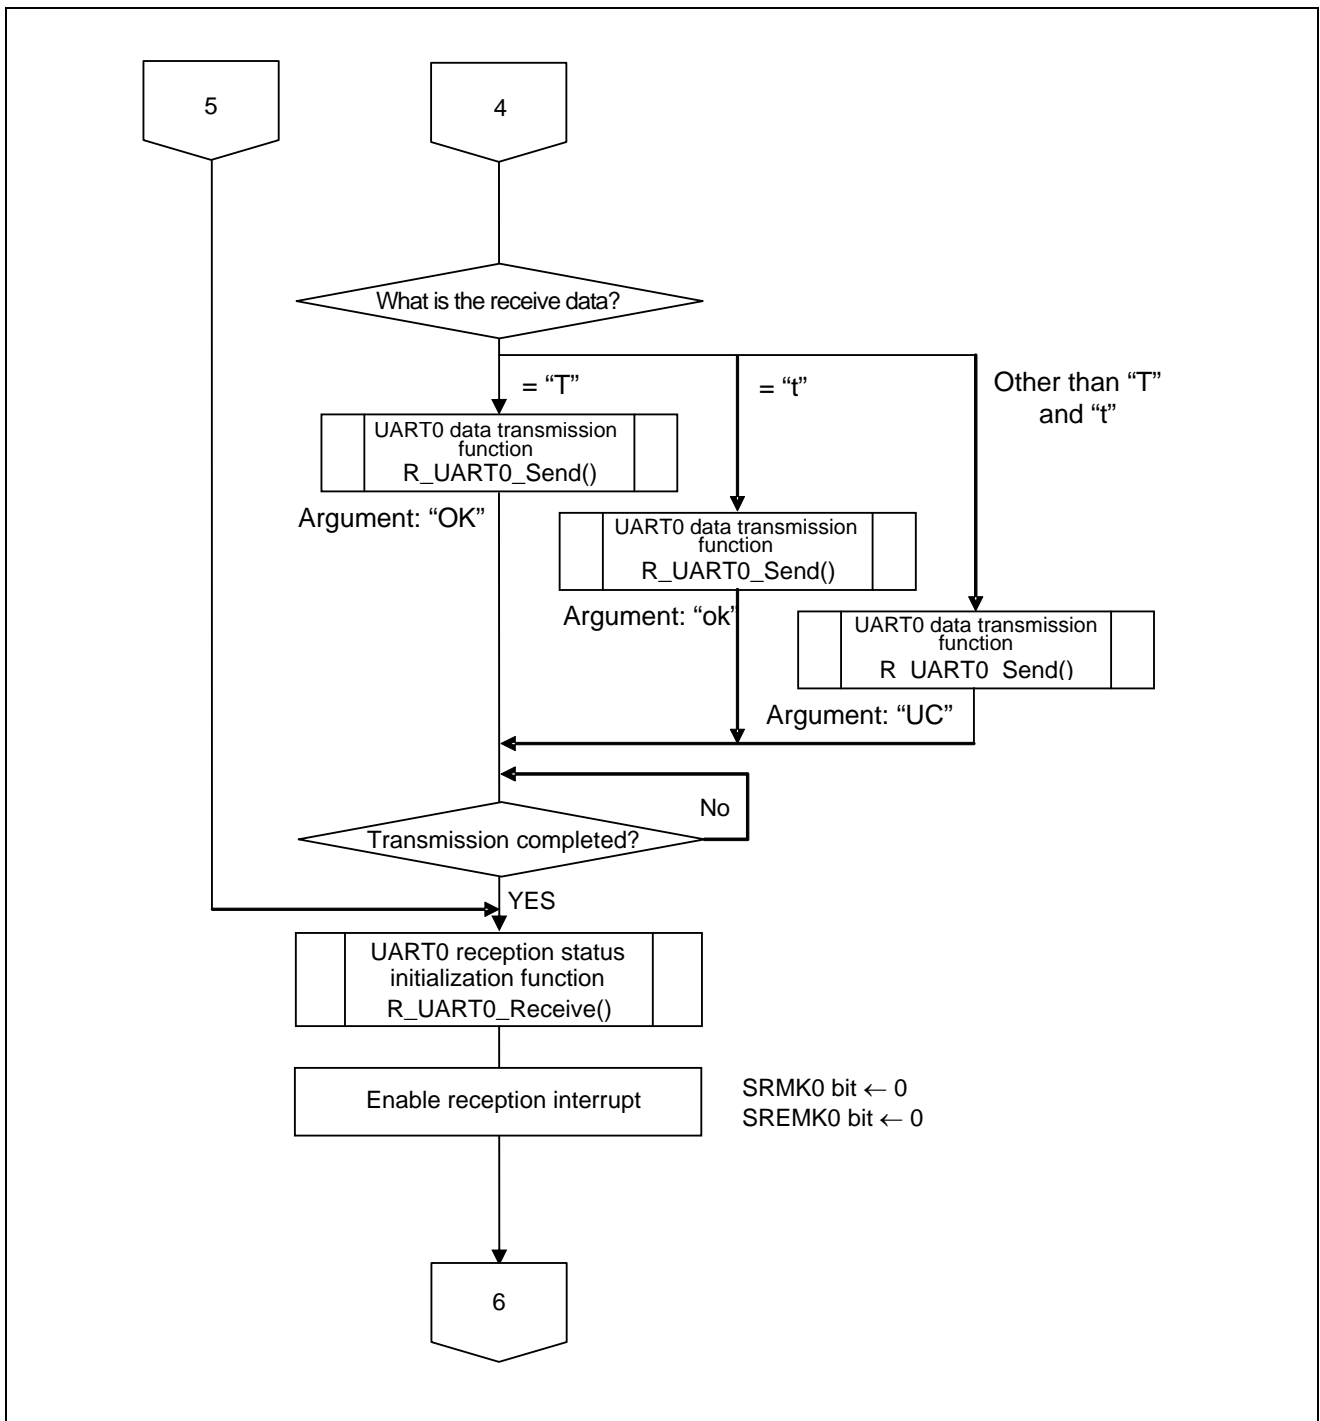 5
4
What is the receive data?
= “T”
= “t”
Other than “T”
and “t”
UART0 data transmission
function
R_UART0_Send()
Argument: “OK”
UART0 data transmission
function
R_UART0_Send()
Argument: “ok”
UART0 data transmission
function
R_UART0_Send()
Argument: “UC”
No
Transmission completed?
YES
UART0 reception status
initialization function
R_UART0_Receive()
Enable reception interrupt
SRMK0 bit ← 0
SREMK0 bit ← 0
6